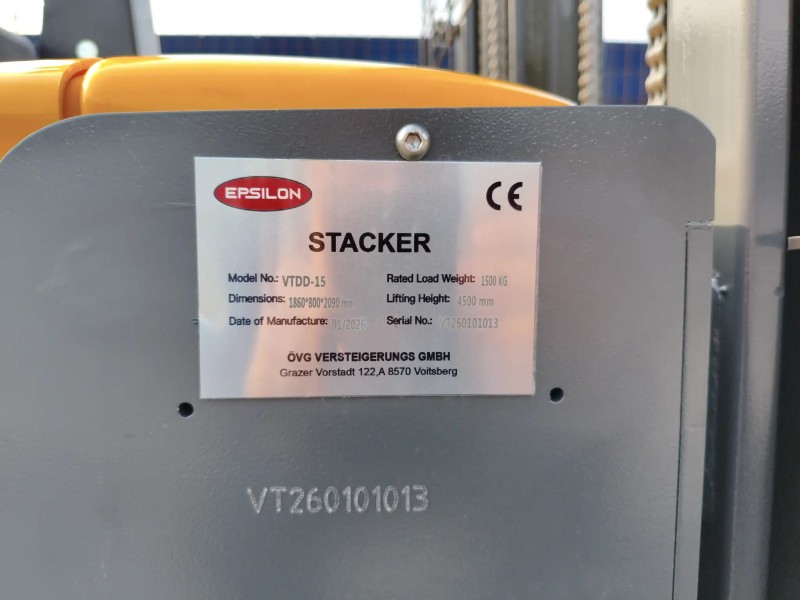 EPSILON
CE
STACKER
Model No.: VTDD-15 Rated Load Weight: 1500 KG
Dimensions: 1860*800*2090 mm Lifting Height: 4500 mm
Date of Manufacture: 01/2026 Serial No.: VT260101013
ÖVG VERSTEIGERUNGS GMBH
Grazer Vorstadt 122,A 8570 Voitsberg
VT260101013